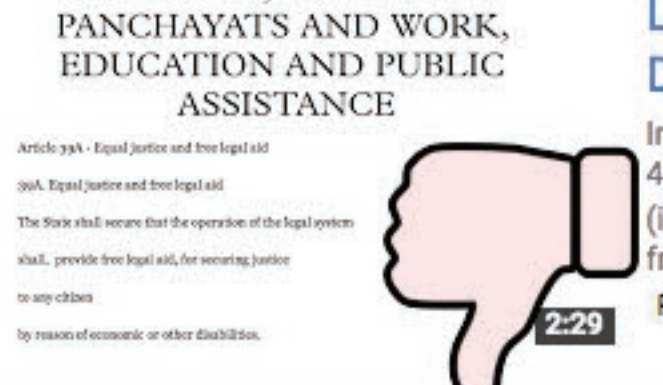 PANCHAYATS AND WORK,
EDUCATION AND PUBLIC
ASSISTANCE
Article 39A - Equal justice and free legal aid
39A. Equal justice and free legal aid
The State shall secure that the operation of the legal system
shall, provide free legal aid, for securing justice
to any citizen
by reason of economic or other disabilities.
2:29